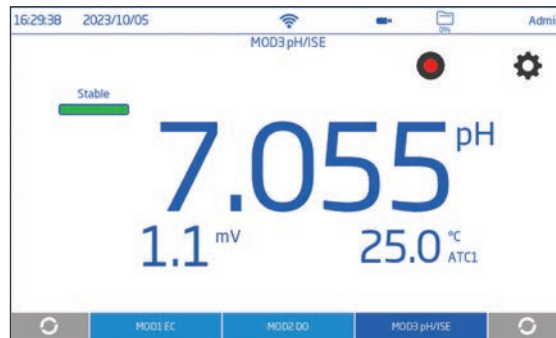 16:29:38 2023/10/05 0% Admi
MOD3 pH/ISE
Stable
7.055 pH
1.1 mV 25.0 °C
ATC1
MOD1 EC MOD2 DO MOD3 pH/ISE